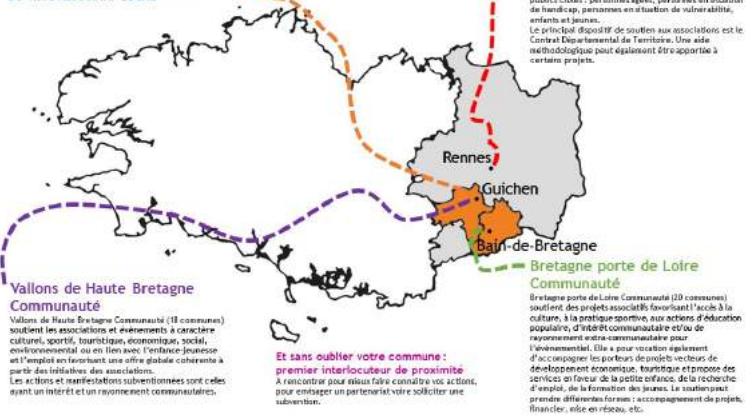 publics cibles : personnes âgées, personnes en situation
de handicap, personnes en situation de vulnérabilité,
enfants et jeunes.
Le principal dispositif de soutien aux associations est le
Contrat Départemental de Territoire. Une aide
méthodologique peut également être apportée à
certains projets.
Rennes
Guichen
Bain-de-Bretagne
Vallons de Haute Bretagne
Communauté
Vallons de Haute Bretagne Communauté (18 communes)
soutient les associations et évènements à caractère
culturel, sportif, touristique, économique, social,
environnemental ou en lien avec l'enfance-jeunesse
et l'emploi en favorisant une offre globale cohérente à
partir des initiatives des associations.
Les actions et manifestations subventionnées sont celles
ayant un intérêt et un rayonnement communautaires.
Et sans oublier votre commune :
premier interlocuteur de proximité
A rencontrer pour mieux faire connaître vos actions,
pour envisager un partenariat voire solliciter une
subvention.
Bretagne porte de Loire
Communauté
Bretagne porte de Loire Communauté (20 communes)
soutient des projets associatifs favorisant l'accès à la
culture, à la pratique sportive, aux actions d'éducation
populaire, d'intérêt communautaire et/ou de
rayonnement extra-communautaire pour
l'évènementiel. Elle a pour vocation également
d'accompagner les porteurs de projets vecteurs de
développement économique, touristique et propose des
services en faveur de la petite enfance, de la recherche
d'emploi, de la formation des jeunes. Le soutien peut
prendre différentes formes : accompagnement de projets,
financier, mise en réseau, etc.